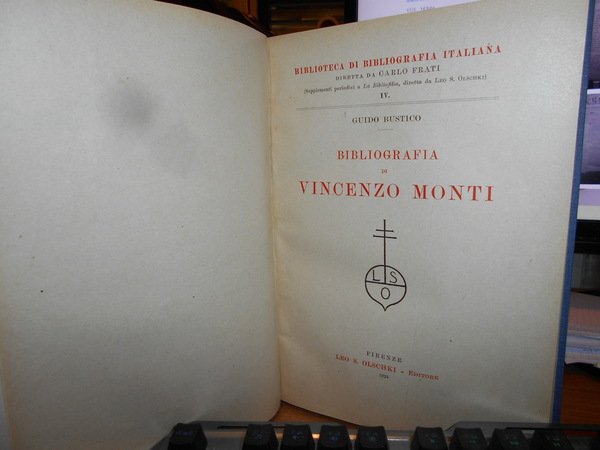 BIBLIOTECA DI BIBLIOGRAFIA ITALIANA
DIRETTA DA CARLO FRATI
(Supplementi periodici a La Bibliofilia, diretta da LEO S. OLSCHKI)
IV.
GUIDO BUSTICO
BIBLIOGRAFIA
DI
VINCENZO MONTI
L S
O
FIRENZE
LEO S. OLSCHKI - EDITORE
1924